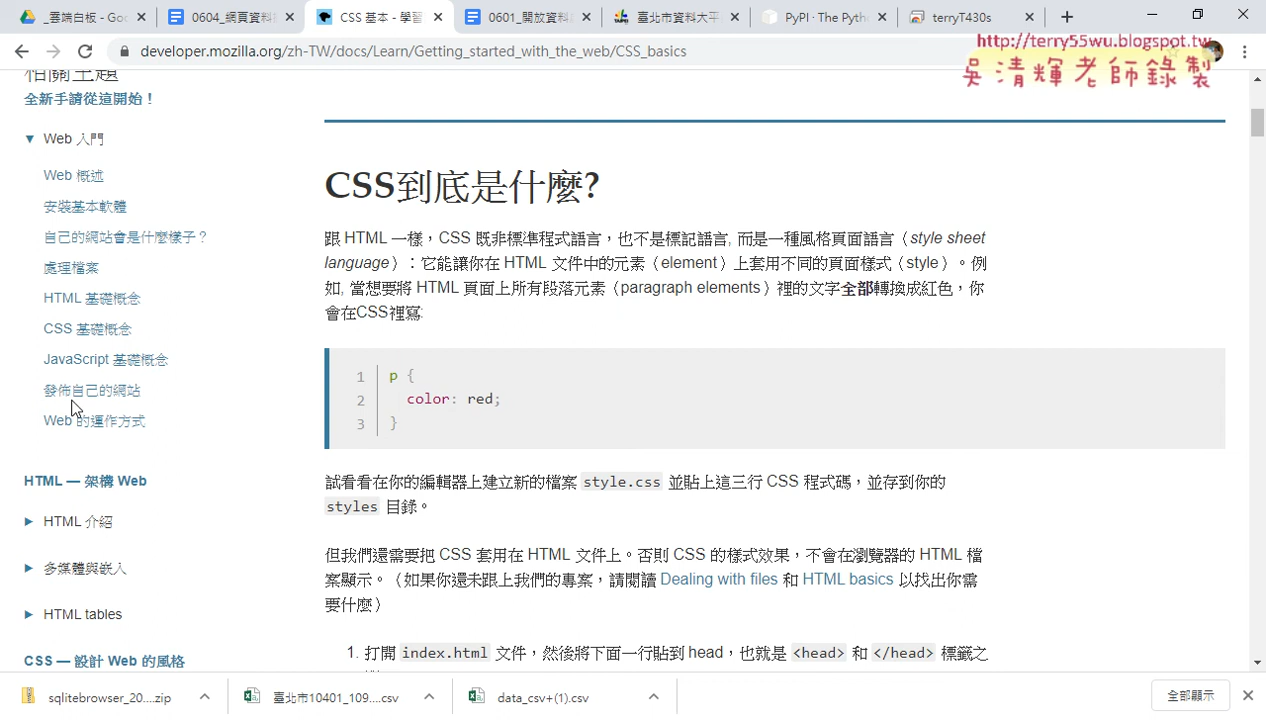 _雲端白板 - Goo
0604_網頁資料
CSS 基本 - 學習
0601_開放資料
臺北市資料大平
PyPI · The Pyth
terryT430s
developer.mozilla.org/zh-TW/docs/Learn/Getting_started_with_the_web/CSS_basics
http://terry55wu.blogspot.tw
吳清輝老師錄製
相關主題
全新手請從這開始！
▼ Web 入門
Web 概述
安裝基本軟體
自己的網站會是什麼樣子？
處理檔案
HTML 基礎概念
CSS 基礎概念
JavaScript 基礎概念
發佈自己的網站
Web 的運作方式
HTML — 架構 Web
► HTML 介紹
► 多媒體與嵌入
► HTML tables
CSS — 設計 Web 的風格
CSS到底是什麼?
跟 HTML 一樣，CSS 既非標準程式語言，也不是標記語言, 而是一種風格頁面語言（style sheet
language）：它能讓你在 HTML 文件中的元素（element）上套用不同的頁面樣式（style）。例
如, 當想要將 HTML 頁面上所有段落元素（paragraph elements）裡的文字全部轉換成紅色，你
會在CSS裡寫:
1 p {
2 color: red;
3 }
試看看在你的編輯器上建立新的檔案 style.css 並貼上這三行 CSS 程式碼，並存到你的
styles 目錄。
但我們還需要把 CSS 套用在 HTML 文件上。否則 CSS 的樣式效果，不會在瀏覽器的 HTML 檔
案顯示。（如果你還未跟上我們的專案，請閱讀 Dealing with files 和 HTML basics 以找出你需
要什麼）
1. 打開 index.html 文件，然後將下面一行貼到 head，也就是 <head> 和 </head> 標籤之
sqlitebrowser_20....zip
臺北市10401_109....csv
data_csv+(1).csv
全部顯示